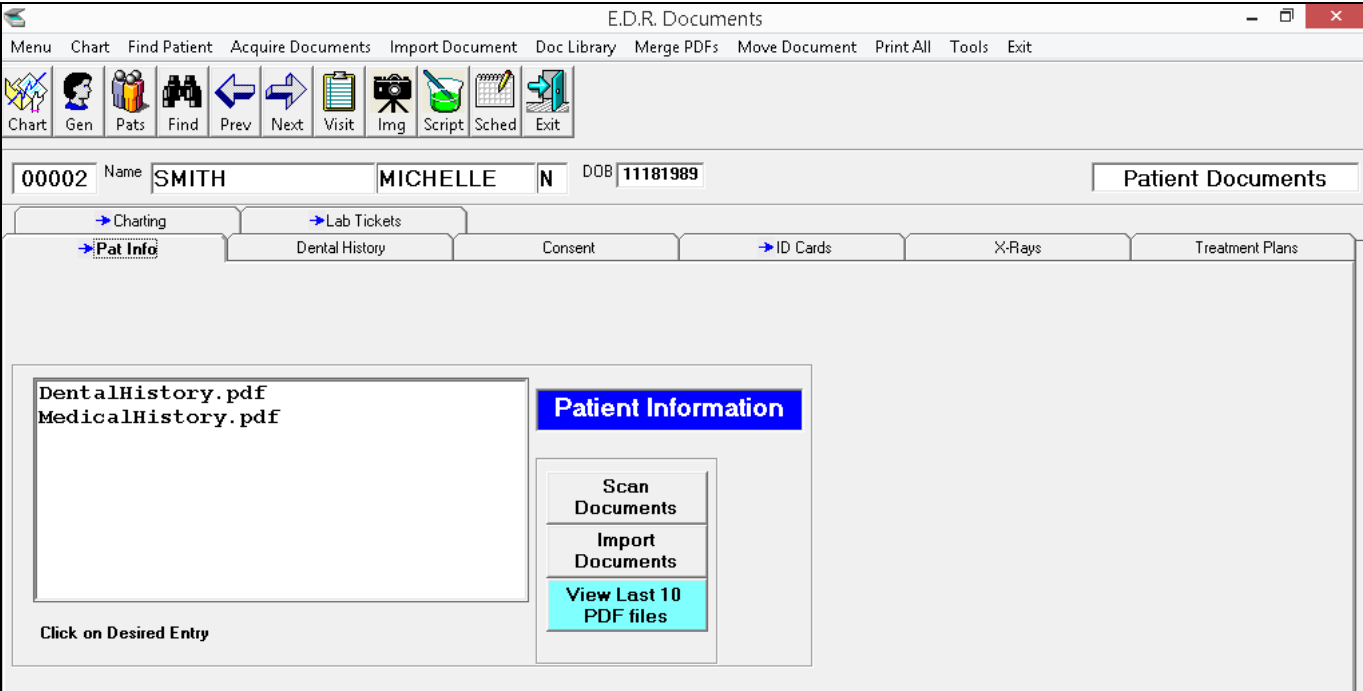 E.D.R. Documents
Menu Chart Find Patient Acquire Documents Import Document Doc Library Merge PDFs Move Document Print All Tools Exit
Chart Gen Pats Find Prev Next Visit Img Script Sched Exit
00002 Name SMITH MICHELLE N DOB 11181989 Patient Documents
Charting Lab Tickets
Pat Info Dental History Consent ID Cards X-Rays Treatment Plans
DentalHistory.pdf
MedicalHistory.pdf
Patient Information
Scan
Documents
Import
Documents
View Last 10
PDF files
Click on Desired Entry